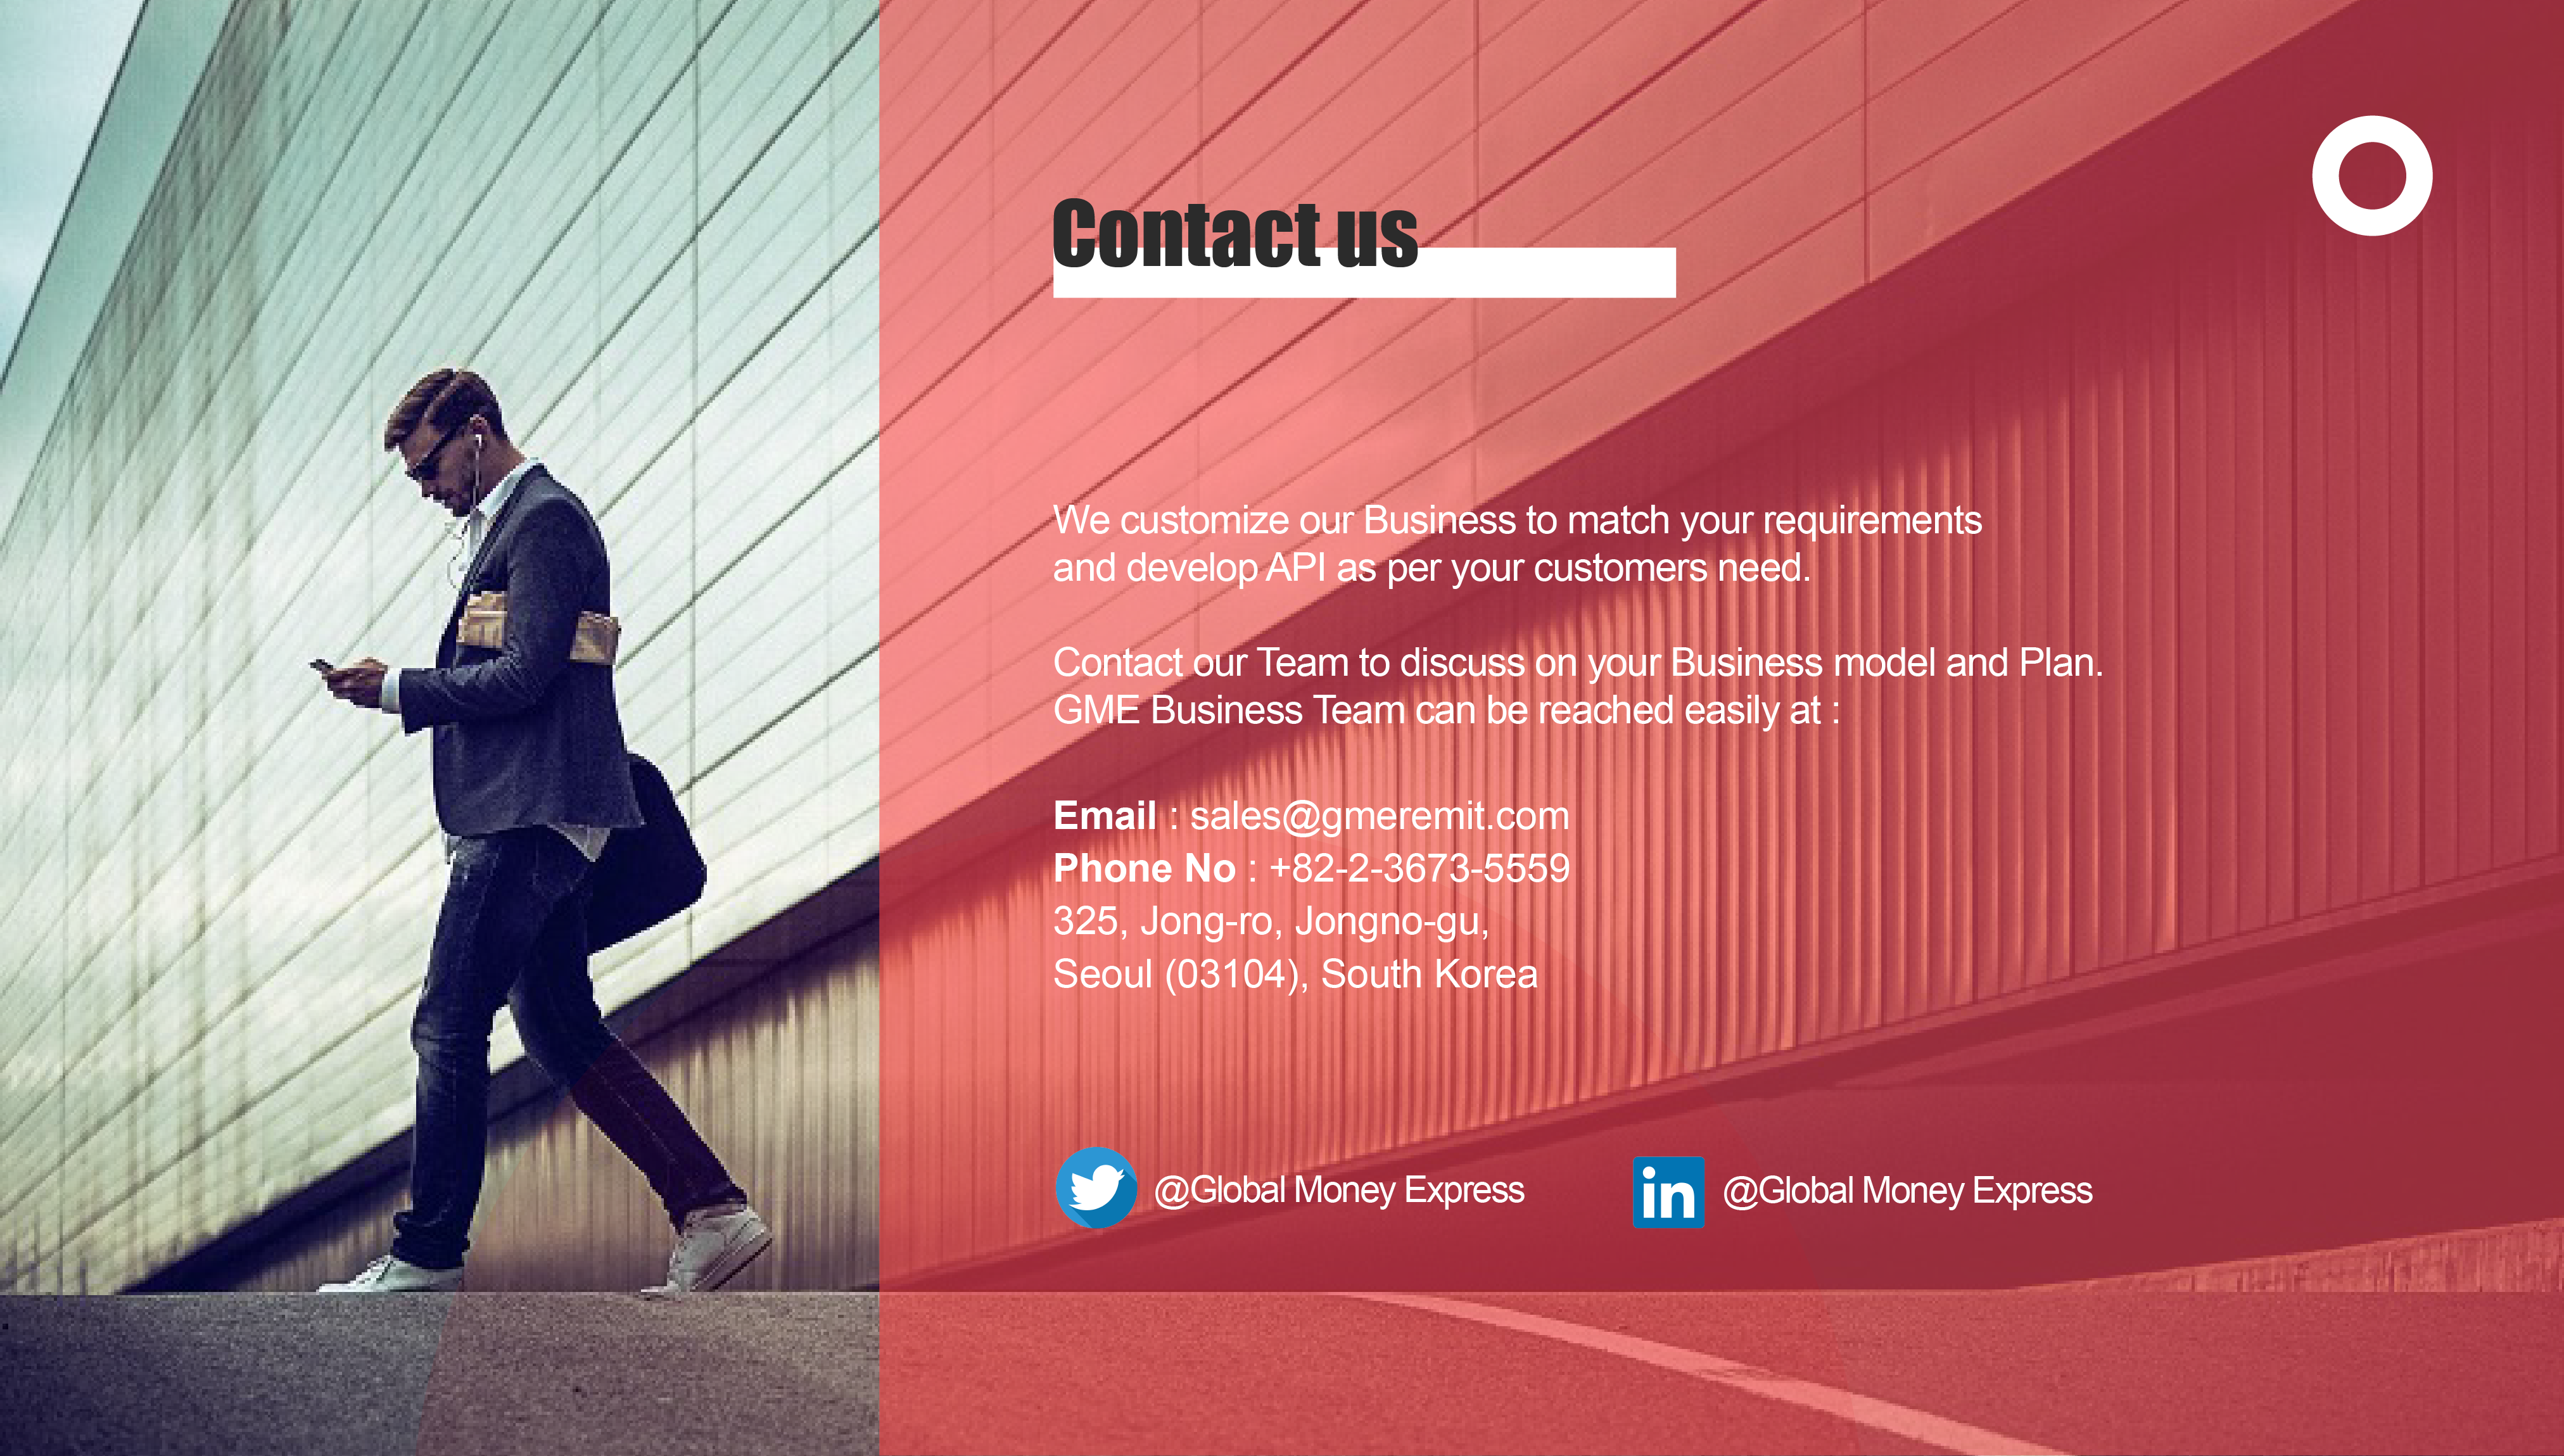 Contact us
We customize our Business to match your requirements
and develop API as per your customers need.
Contact our Team to discuss on your Business model and Plan.
GME Business Team can be reached easily at :
Email : sales@gmeremit.com
Phone No : +82-2-3673-5559
325, Jong-ro, Jongno-gu,
Seoul (03104), South Korea
@Global Money Express
in @Global Money Express